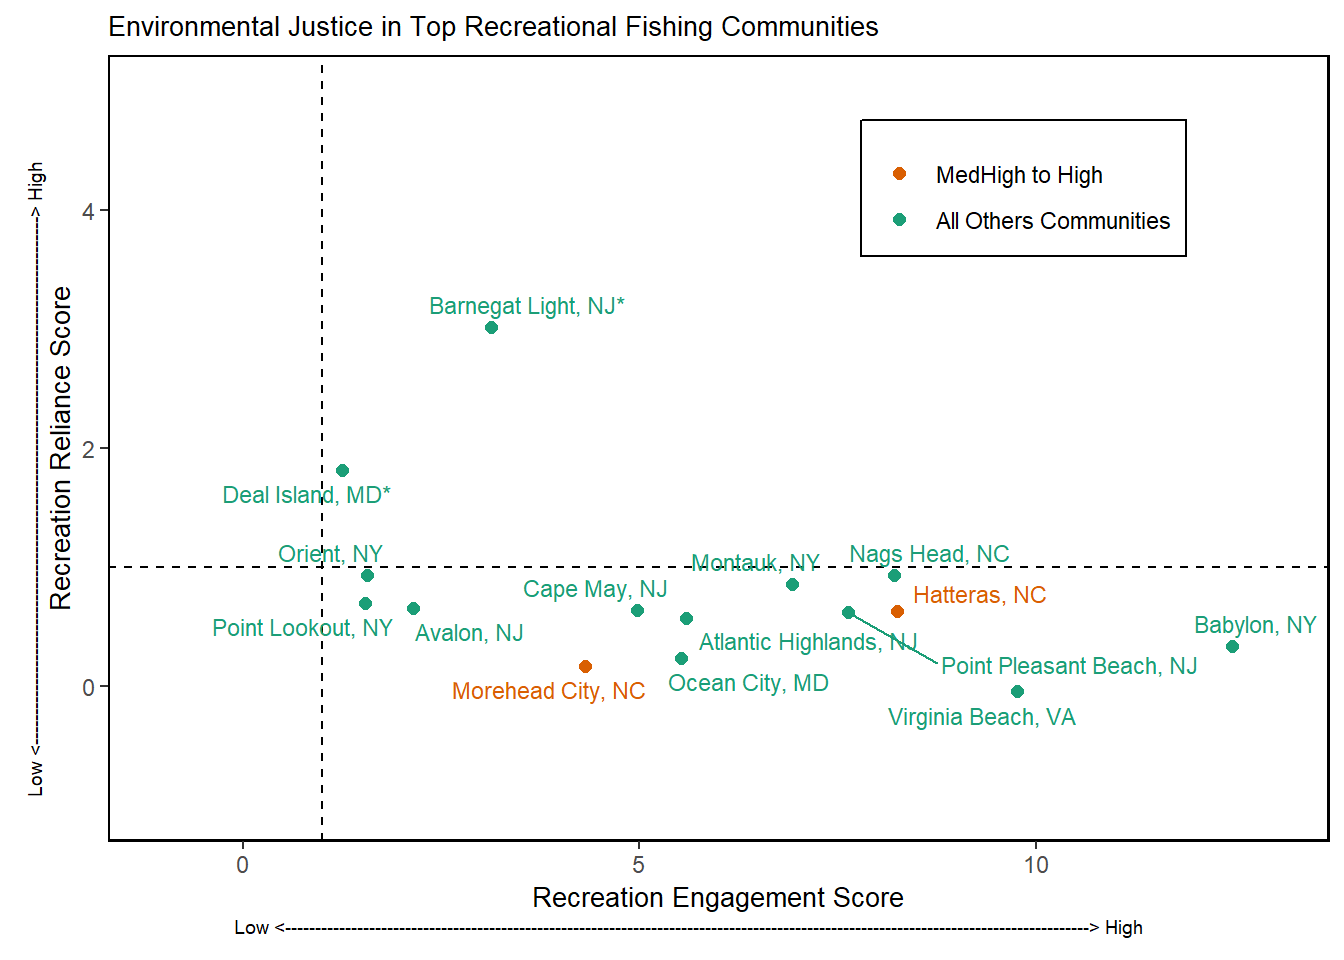 Environmental Justice in Top Recreational Fishing Communities
MedHigh to High
All Others Communities
4
2
0
Low <--------------------------------------------------------------------------------> High
Recreation Reliance Score
Barnegat Light, NJ*
Deal Island, MD*
Orient, NY
Montauk, NY
Nags Head, NC
Cape May, NJ
Hatteras, NC
Point Lookout, NY
Avalon, NJ
Babylon, NY
Atlantic Highlands, NJ
Point Pleasant Beach, NJ
Morehead City, NC
Ocean City, MD
Virginia Beach, VA
0
5
10
Recreation Engagement Score
Low <--------------------------------------------------------------------------------------------------------------------------------------> High